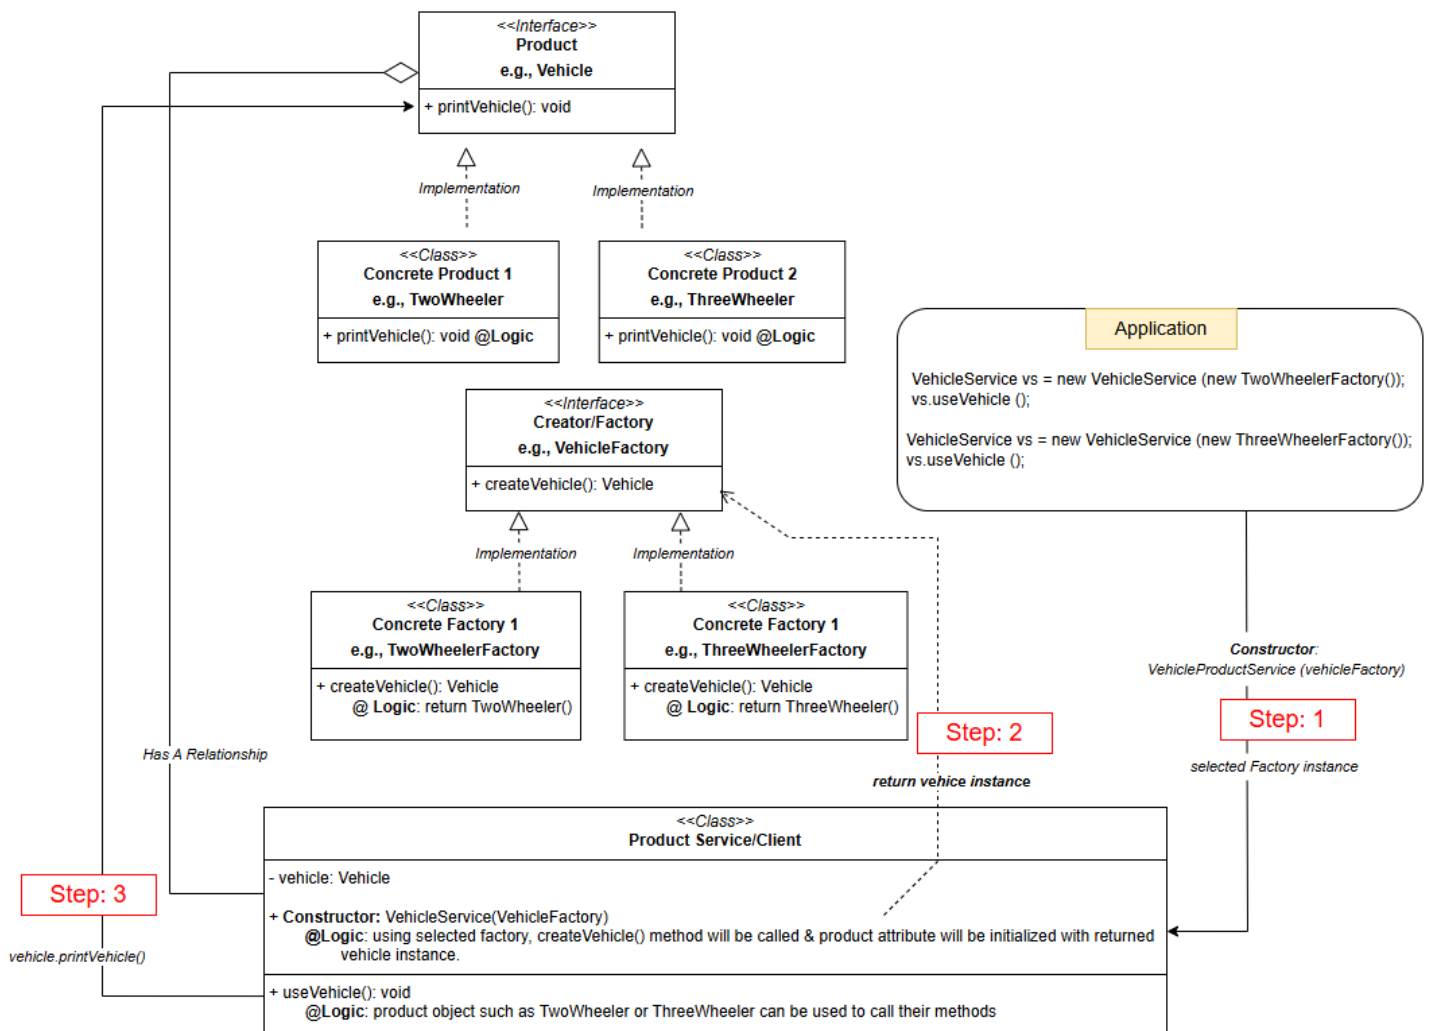 <<Interface>>
Product
e.g., Vehicle
+ printVehicle(): void
Implementation
Implementation
<<Class>>
Concrete Product 1
e.g., TwoWheeler
+ printVehicle(): void @Logic
<<Class>>
Concrete Product 2
e.g., ThreeWheeler
+ printVehicle(): void @Logic
Application
VehicleService vs = new VehicleService (new TwoWheelerFactory());
vs.useVehicle ();
VehicleService vs = new VehicleService (new ThreeWheelerFactory());
vs.useVehicle ();
<<Interface>>
Creator/Factory
e.g., VehicleFactory
+ createVehicle(): Vehicle
Implementation
Implementation
<<Class>>
Concrete Factory 1
e.g., TwoWheelerFactory
+ createVehicle(): Vehicle
@ Logic: return TwoWheeler()
<<Class>>
Concrete Factory 1
e.g., ThreeWheelerFactory
+ createVehicle(): Vehicle
@ Logic: return ThreeWheeler()
Constructor:
VehicleProductService (vehicleFactory)
Step: 1
selected Factory instance
Step: 2
return vehice instance
Has A Relationship
<<Class>>
Product Service/Client
- vehicle: Vehicle
+ Constructor: VehicleService(VehicleFactory)
@Logic: using selected factory, createVehicle() method will be called & product attribute will be initialized with returned
vehicle instance.
+ useVehicle(): void
@Logic: product object such as TwoWheeler or ThreeWheeler can be used to call their methods
Step: 3
vehicle.printVehicle()